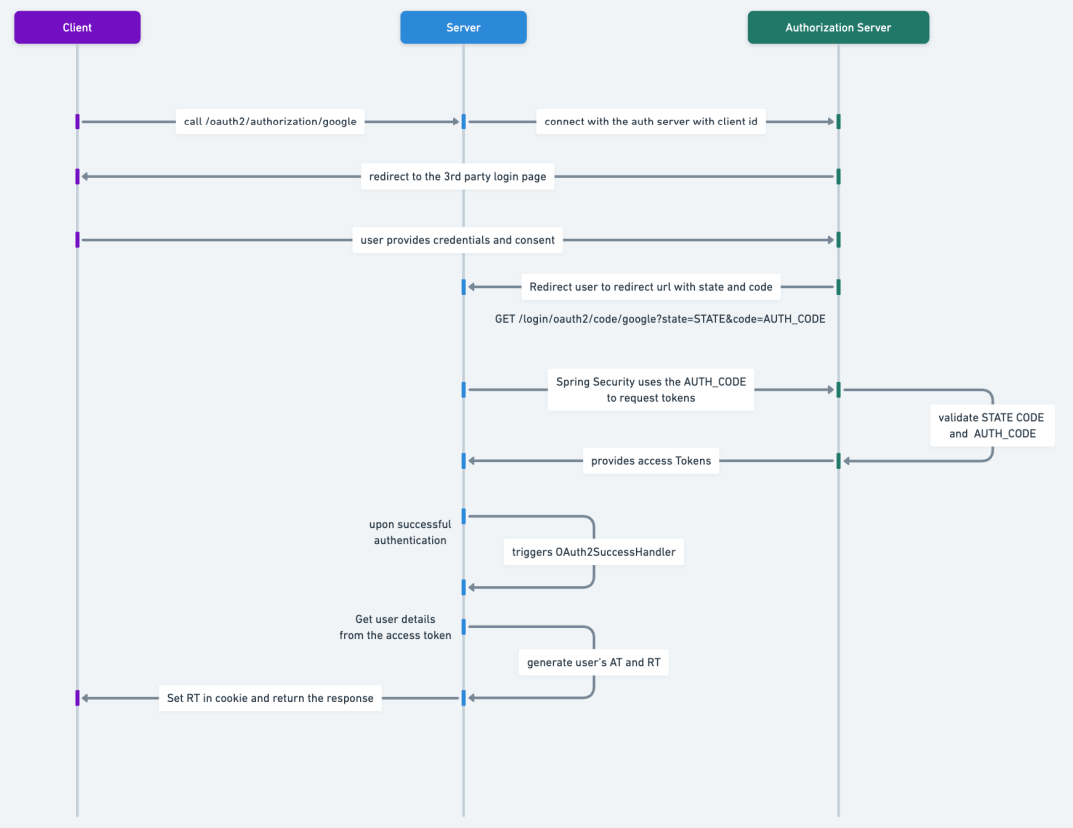 Client
Server
Authorization Server
call /oauth2/authorization/google
connect with the auth server with client id
redirect to the 3rd party login page
user provides credentials and consent
Redirect user to redirect url with state and code
GET /login/oauth2/code/google?state=STATE&code=AUTH_CODE
Spring Security uses the AUTH_CODE
to request tokens
validate STATE CODE
and AUTH_CODE
provides access Tokens
upon successful
authentication
triggers OAuth2SuccessHandler
Get user details
from the access token
generate user's AT and RT
Set RT in cookie and return the response